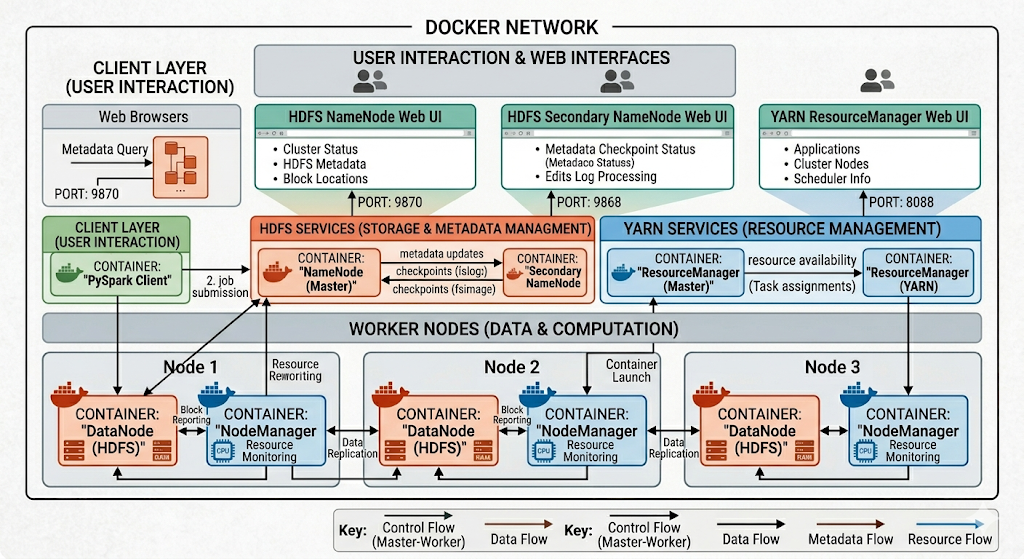 DOCKER NETWORK
CLIENT LAYER
(USER INTERACTION)
USER INTERACTION & WEB INTERFACES
Web Browsers
Metadata Query
...
PORT: 9870
HDFS NameNode Web UI
• Cluster Status
• HDFS Metadata
• Block Locations
PORT: 9870
HDFS Secondary NameNode Web UI
• Metadata Checkpoint Status
(Metadaco Statuss)
• Edits Log Processing
PORT: 9868
YARN ResourceManager Web UI
• Applications
• Cluster Nodes
• Scheduler Info
PORT: 8088
CLIENT LAYER
(USER INTERACTION)
CONTAINER:
"PySpark Client"
2. job
submission
HDFS SERVICES (STORAGE & METADATA MANAGMENT)
CONTAINER:
"NameNode
(Master)"
metadata updates
checkpoints (islog:)
checkpoints (fsimage)
CONTAINER:
"Secondary
NameNode
YARN SERVICES (RESOURCE MANAGEMENT)
CONTAINER:
"ResourceManager
(Master)"
resource availability
(Task assignments)
CONTAINER:
"ResourceManager
(YARN)
WORKER NODES (DATA & COMPUTATION)
Node 1
Resource
Reworiting
CONTAINER:
"DataNode
(HDFS)"
Block
Reporting
CONTAINER:
"NodeManager
CPU
Resource
Monitoring
Data
Replication
Node 2
Container
Launch
CONTAINER:
"DataNode
(HDFS)"
RAM
Block
Reporting
CONTAINER:
"NodeManager
CPU
Resource
Monitoring
Data
Replication
Node 3
CONTAINER:
"DataNode
(HDFS)"
CONTAINER:
"NodeManager
CPU
Resource
Monitoring
Key:
Control Flow
(Master-Worker)
Data Flow
Key:
Control Flow
(Master-Worker)
Data Flow
Metadata Flow
Resource Flow